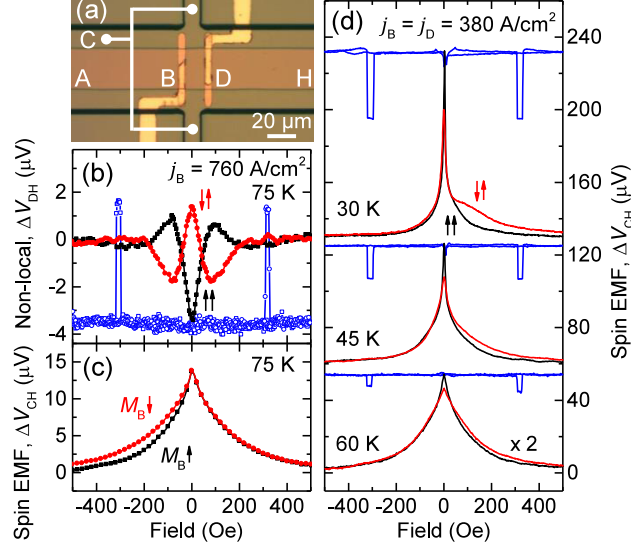 (a)
C
A
B
D
H
20 μm
(b)
j_B = 760 A/cm²
75 K
Non-local, ΔV_DH (μV)
2
0
-2
-4
↓↑
↑↑
(c)
75 K
Spin EMF, ΔV_CH (μV)
15
10
5
0
M_B↓
M_B↑
-400 -200 0 200 400
Field (Oe)
(d)
j_B = j_D = 380 A/cm²
30 K
↓↑
↑↑
45 K
60 K
x 2
240
200
160
120
80
40
0
Spin EMF, ΔV_CH (μV)
-400 -200 0 200 400
Field (Oe)